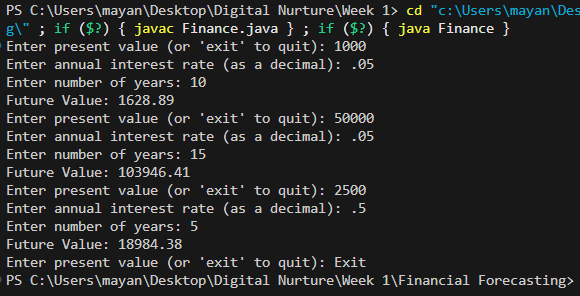 PS C:\Users\mayan\Desktop\Digital Nurture\Week 1> cd "c:\Users\mayan\Des
g\" ; if ($?) { javac Finance.java } ; if ($?) { java Finance }
Enter present value (or 'exit' to quit): 1000
Enter annual interest rate (as a decimal): .05
Enter number of years: 10
Future Value: 1628.89
Enter present value (or 'exit' to quit): 50000
Enter annual interest rate (as a decimal): .05
Enter number of years: 15
Future Value: 103946.41
Enter present value (or 'exit' to quit): 2500
Enter annual interest rate (as a decimal): .5
Enter number of years: 5
Future Value: 18984.38
Enter present value (or 'exit' to quit): Exit
PS C:\Users\mayan\Desktop\Digital Nurture\Week 1\Financial Forecasting>